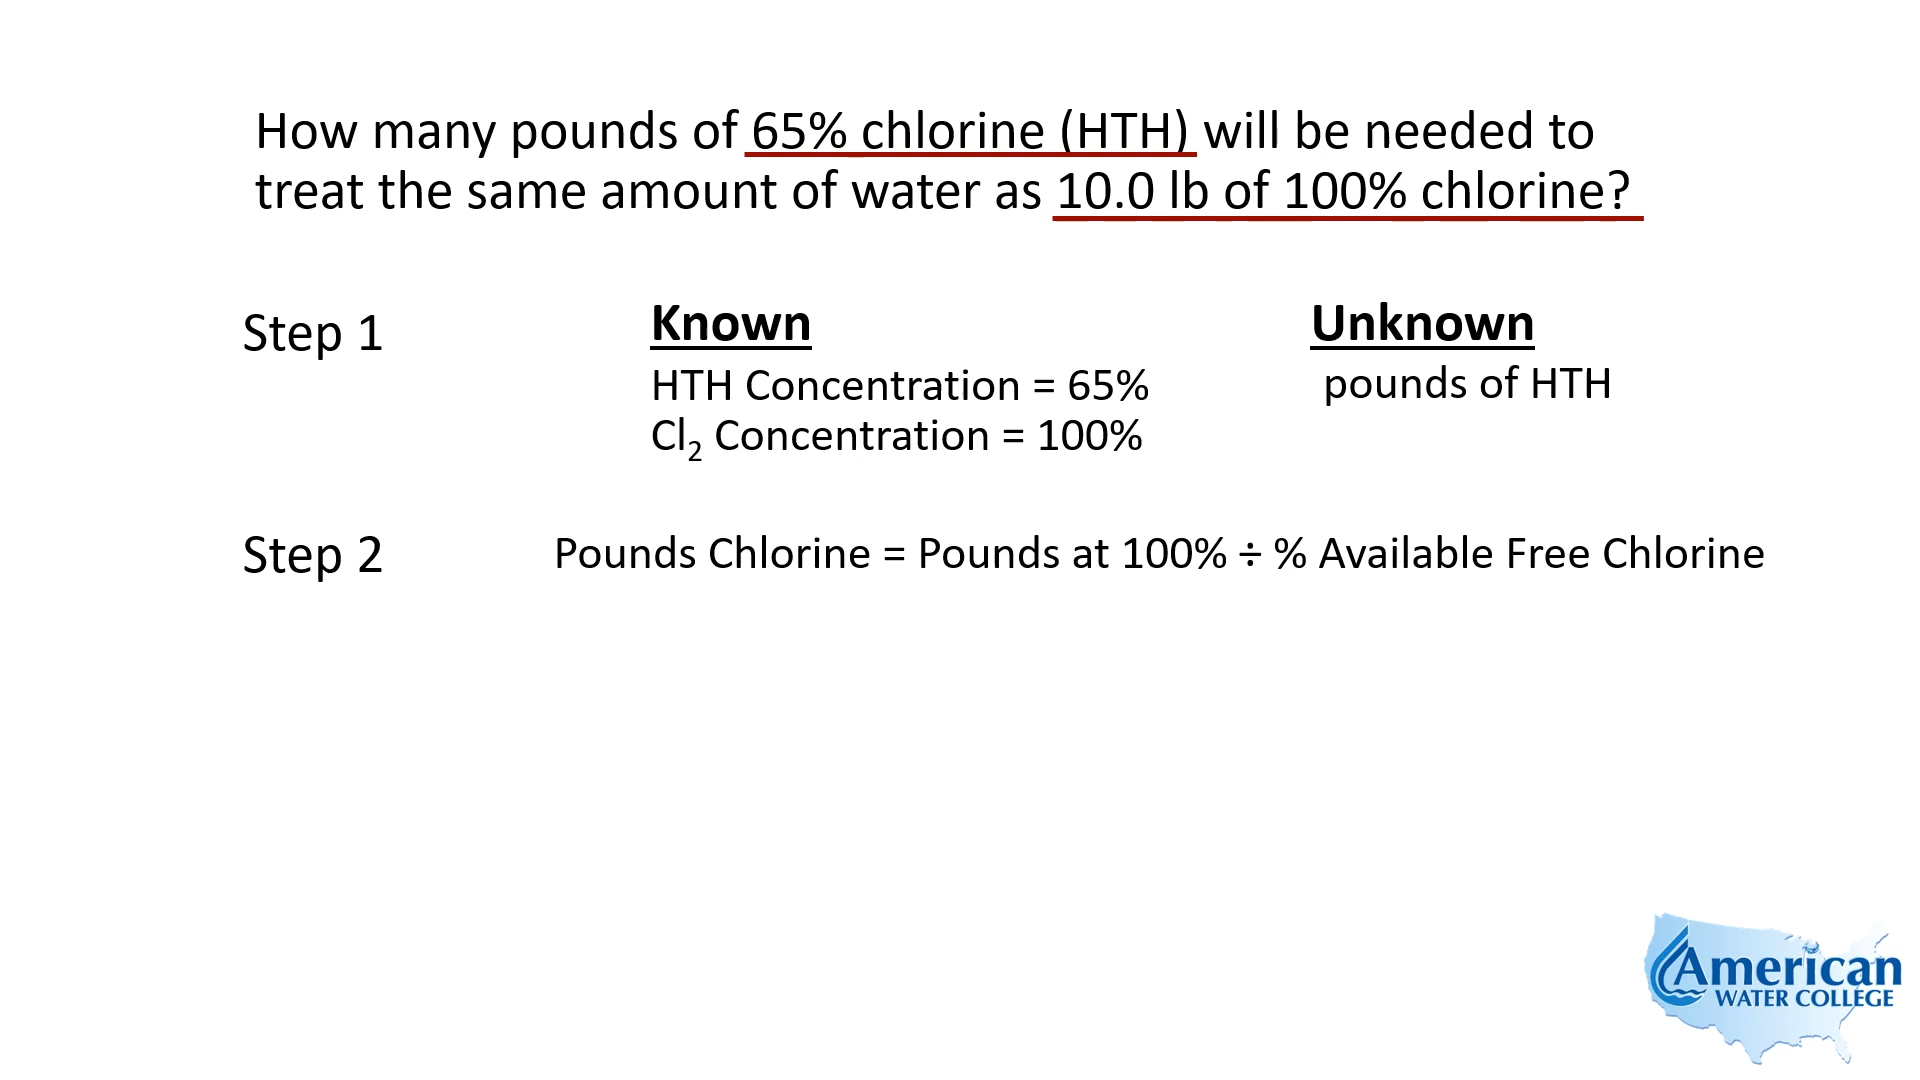 How many pounds of 65% chlorine (HTH) will be needed to
treat the same amount of water as 10.0 lb of 100% chlorine?
Step 1
Known
Unknown
HTH Concentration = 65%
pounds of HTH
Cl₂ Concentration = 100%
Step 2
Pounds Chlorine = Pounds at 100% ÷ % Available Free Chlorine
American
WATER COLLEGE